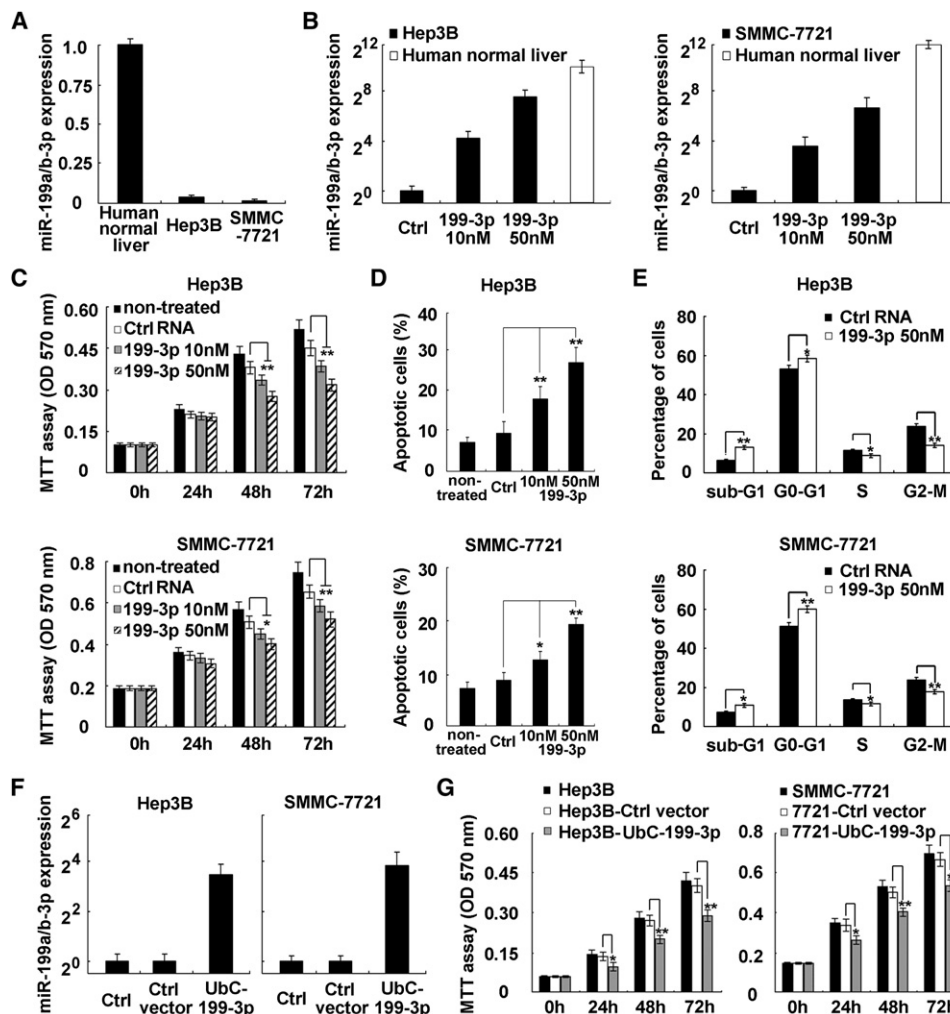 A
miR-199a/b-3p expression
1.0
0.75
0.5
0.25
0
Human normal liver
Hep3B
SMMC-7721
B
miR-199a/b-3p expression
2^12
2^8
2^4
2^0
Hep3B
Human normal liver
Ctrl
199-3p 10nM
199-3p 50nM
miR-199a/b-3p expression
2^12
2^8
2^4
2^0
SMMC-7721
Human normal liver
Ctrl
199-3p 10nM
199-3p 50nM
C
Hep3B
MTT assay (OD 570 nm)
0.60
0.45
0.30
0.15
0
non-treated
Ctrl RNA
199-3p 10nM
199-3p 50nM
**
**
0h 24h 48h 72h
SMMC-7721
MTT assay (OD 570 nm)
0.8
0.6
0.4
0.2
0
non-treated
Ctrl RNA
199-3p 10nM
199-3p 50nM
*
**
0h 24h 48h 72h
D
Hep3B
Apoptotic cells (%)
40
30
20
10
0
**
**
non-treated
Ctrl
10nM 50nM
199-3p
SMMC-7721
Apoptotic cells (%)
30
20
10
0
*
**
non-treated
Ctrl
10nM 50nM
199-3p
E
Hep3B
Percentage of cells
80
60
40
20
0
Ctrl RNA
199-3p 50nM
**
*
*
**
sub-G1 G0-G1 S G2-M
SMMC-7721
Percentage of cells
80
60
40
20
0
Ctrl RNA
199-3p 50nM
*
**
*
**
sub-G1 G0-G1 S G2-M
F
miR-199a/b-3p expression
2^6
2^4
2^2
2^0
Hep3B
Ctrl
Ctrl vector
UbC-199-3p
SMMC-7721
Ctrl
Ctrl vector
UbC-199-3p
G
MTT assay (OD 570 nm)
0.60
0.45
0.30
0.15
0
Hep3B
Hep3B-Ctrl vector
Hep3B-UbC-199-3p
*
**
**
0h 24h 48h 72h
0.8
0.6
0.4
0.2
0
SMMC-7721
7721-Ctrl vector
7721-UbC-199-3p
*
**
0h 24h 48h